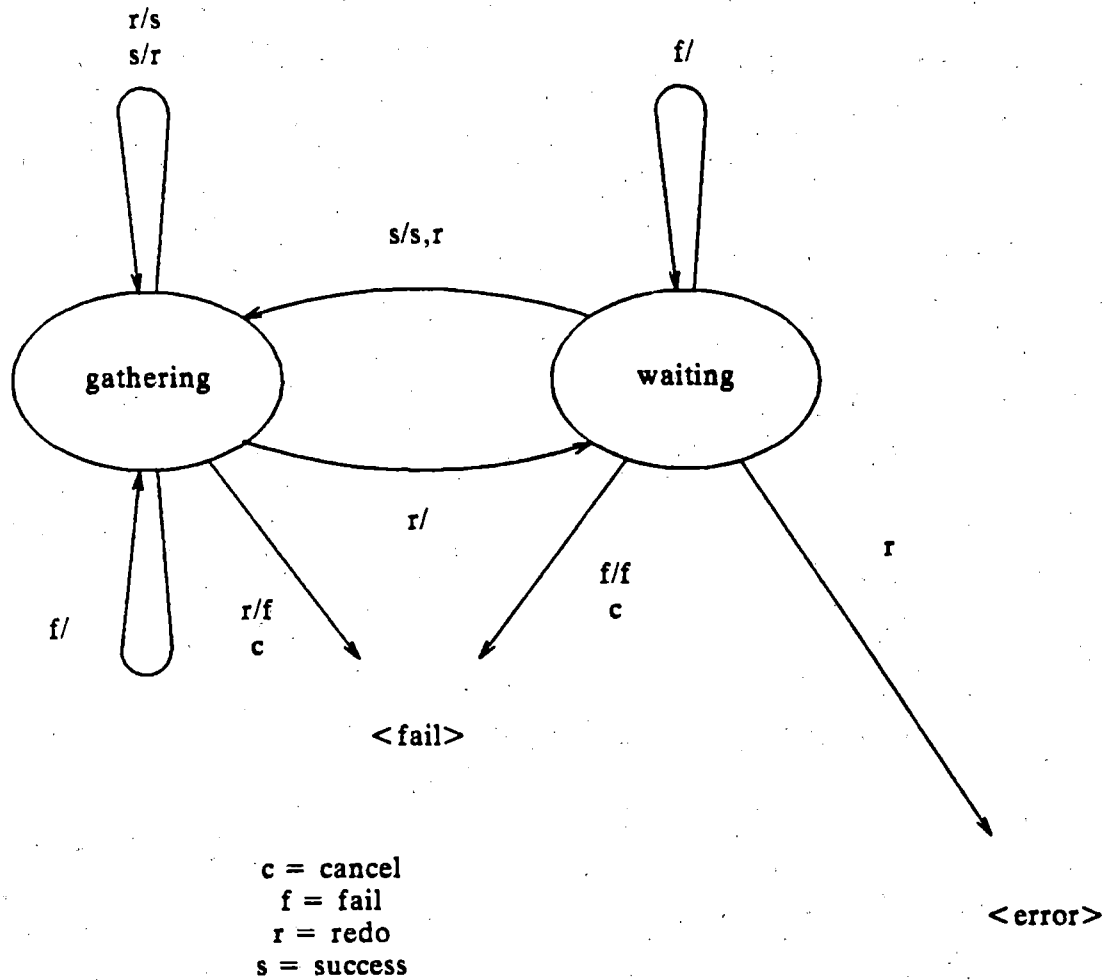 r/s
s/r
f/
s/s,r
gathering
waiting
r/
r
f/f
c
r/f
c
f/
<fail>
c = cancel
f = fail
r = redo
s = success
<error>